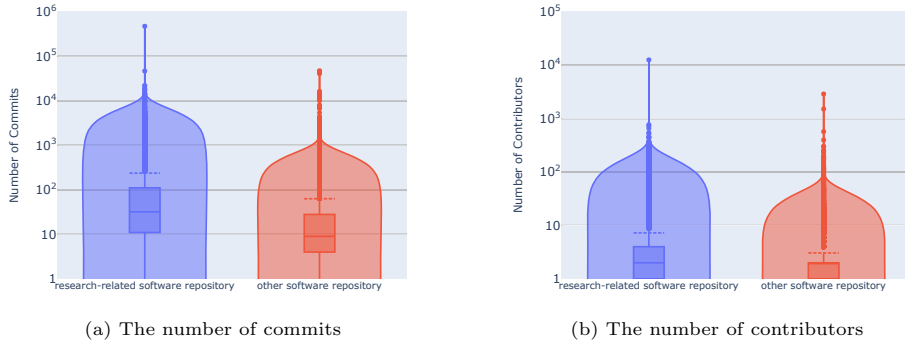 Number of Commits
10^6
10^5
10^4
10^3
10^2
10
1
research-related software repository
other software repository
(a) The number of commits
Number of Contributors
10^5
10^4
10^3
10^2
10
1
research-related software repository
other software repository
(b) The number of contributors